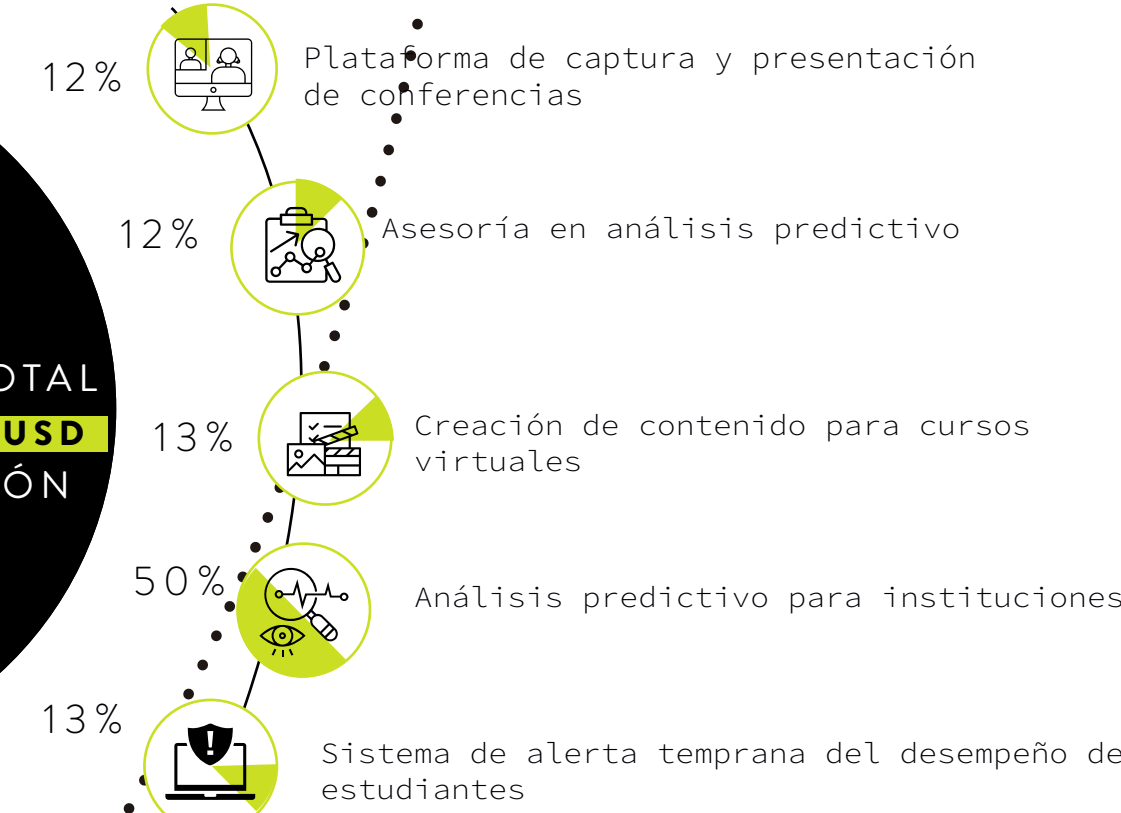 12%
Plataforma de captura y presentación
de conferencias
12%
Asesoría en análisis predictivo
OTAL
USD
ÓN
13%
Creación de contenido para cursos
virtuales
50%
Análisis predictivo para instituciones
13%
Sistema de alerta temprana del desempeño de
estudiantes